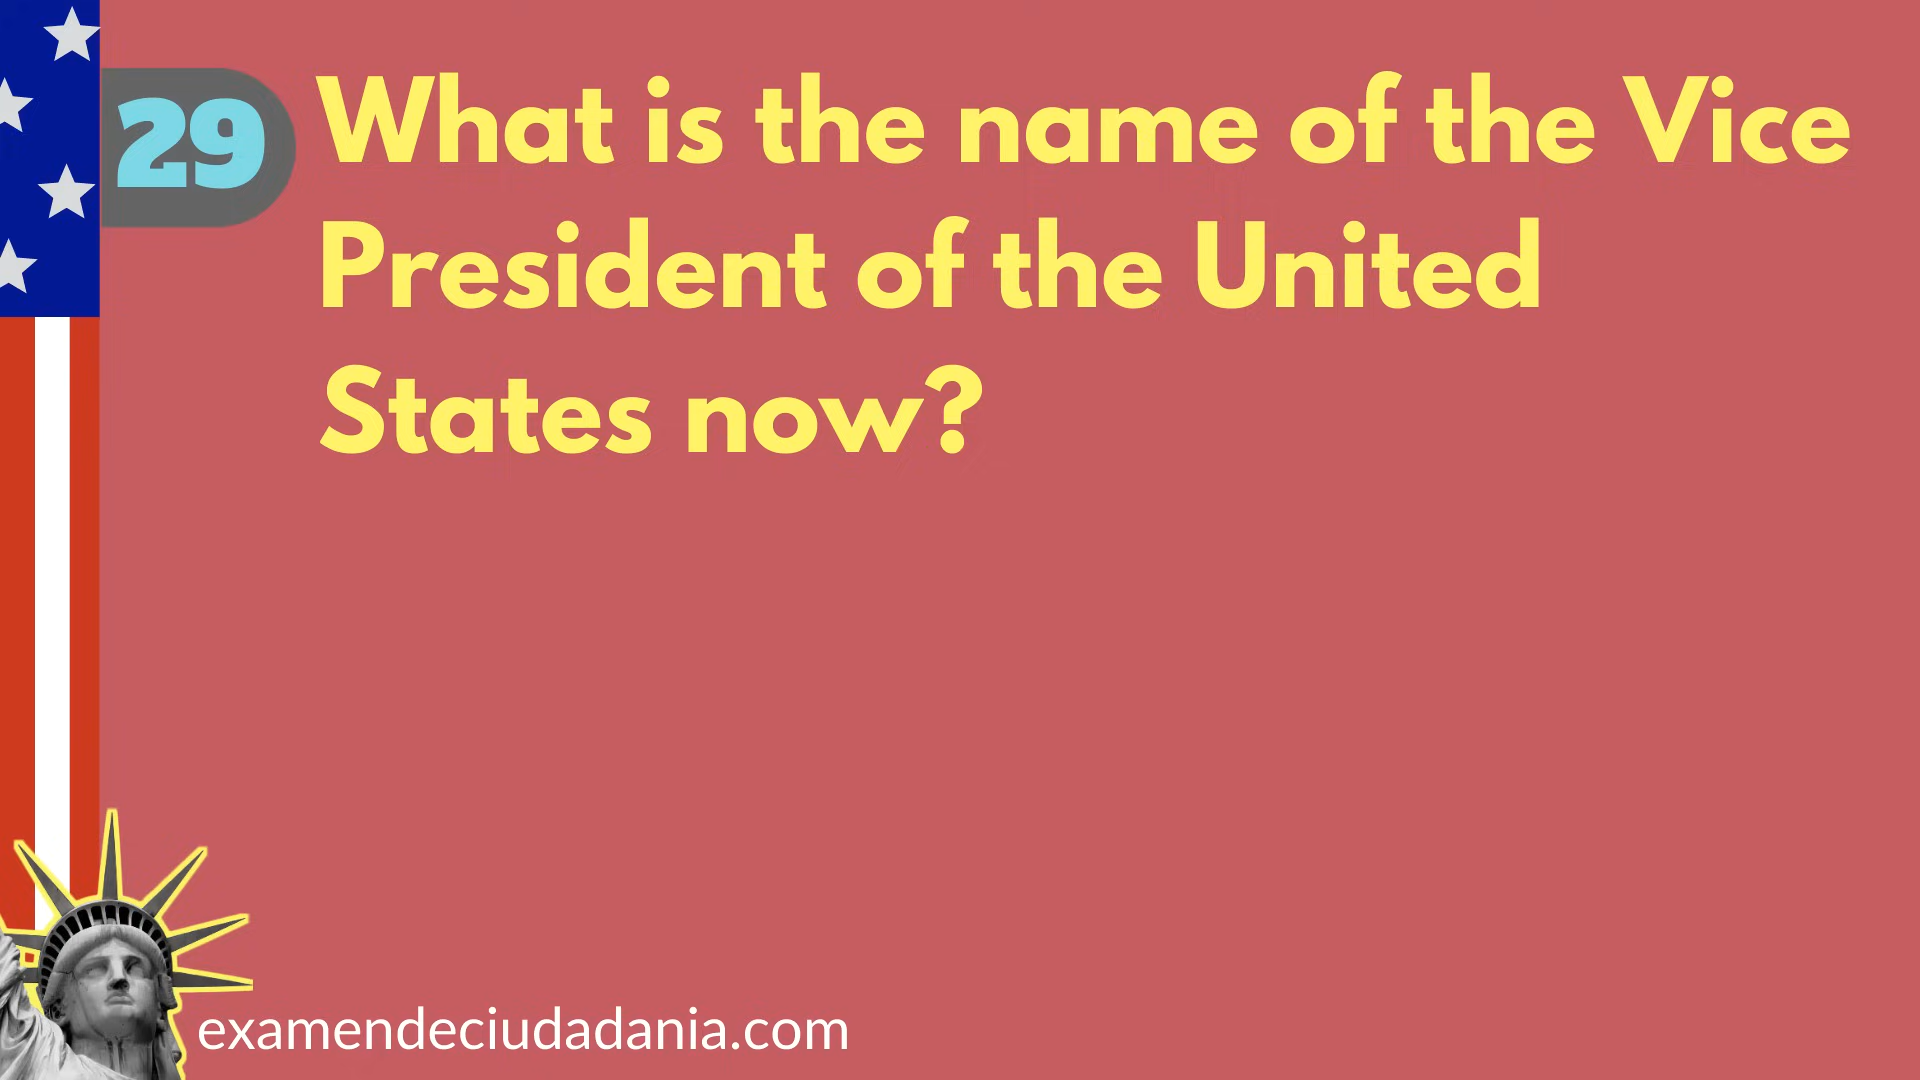 29
What is the name of the Vice
President of the United
States now?
examendeciudadania.com